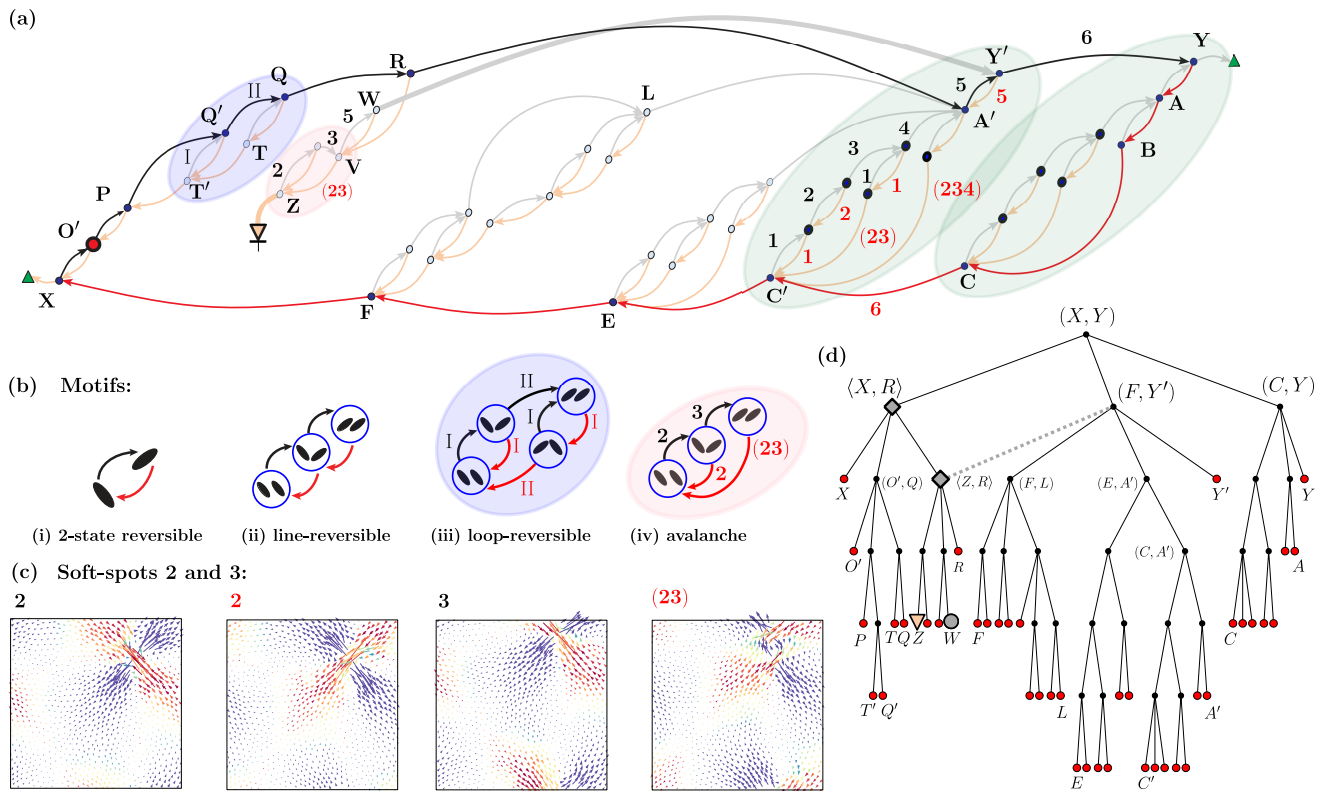 (a)
6
Y
Y′
R
Q
II
5
5
W
A
L
A′
Q′
5
4
I
T
3
3
B
2
V
1
P
T′
2
1
(234)
(23)
Z
2
O′
1
(23)
1
C
X
C′
F
E
6
(b) Motifs:
(d)
(X, Y)
II
I
I
3
⟨X, R⟩
(F, Y′)
(C, Y)
I
I
2
(23)
2
II
X
(O′, Q)
⟨Z, R⟩
(F, L)
(E, A′)
Y′
Y
(i) 2-state reversible
(ii) line-reversible
(iii) loop-reversible
(iv) avalanche
O′
R
(C, A′)
A
(c) Soft-spots 2 and 3:
2
2
3
(23)
P
T
Q
Z
W
F
C
T′
Q′
L
A′
E
C′